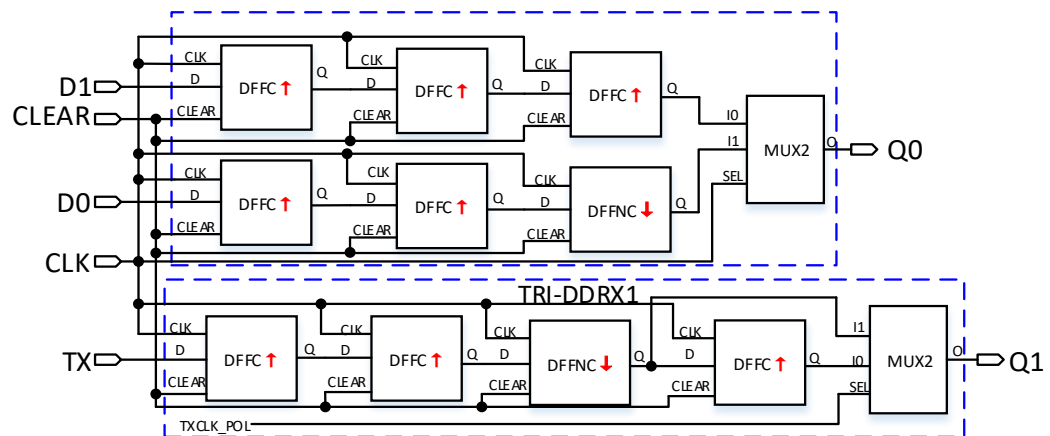 CLK
D1
D
DFFC
Q
CLEAR
CLEAR
CLK
D
DFFC
Q
CLEAR
CLK
D
DFFC
Q
CLEAR
I0
I1
SEL
MUX2
O
Q0
CLK
D0
D
DFFC
Q
CLEAR
CLK
D
DFFC
Q
CLEAR
CLK
D
DFFNC
Q
CLEAR
CLK
TRI-DDRX1
CLK
TX
D
DFFC
Q
CLEAR
CLK
D
DFFC
Q
CLEAR
CLK
D
DFFNC
Q
CLEAR
CLK
D
DFFC
Q
CLEAR
I1
I0
SEL
MUX2
O
Q1
TXCLK_POL